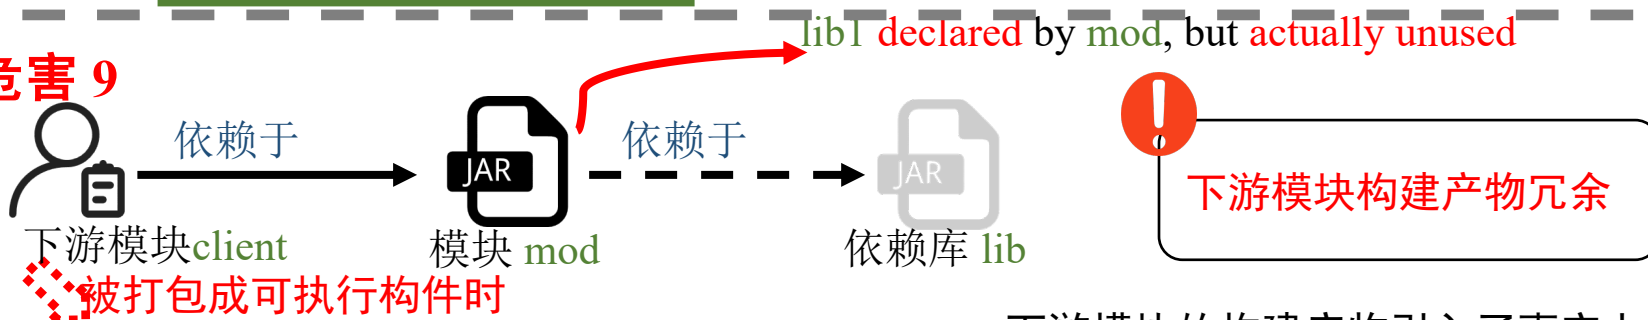 lib1 declared by mod, but actually unused
危害 9
依赖于
依赖于
JAR
JAR
下游模块构建产物冗余
下游模块client
模块 mod
依赖库 lib
被打包成可执行构件时